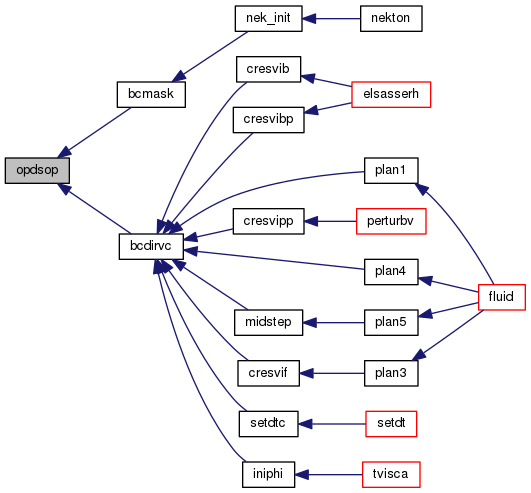 nek_init
nekton
cresvib
bcmask
elsasserh
cresvibp
opdsop
plan1
cresvipp
perturbv
bcdirvc
plan4
fluid
midstep
plan5
cresvif
plan3
setdtc
setdt
iniphi
tvisca